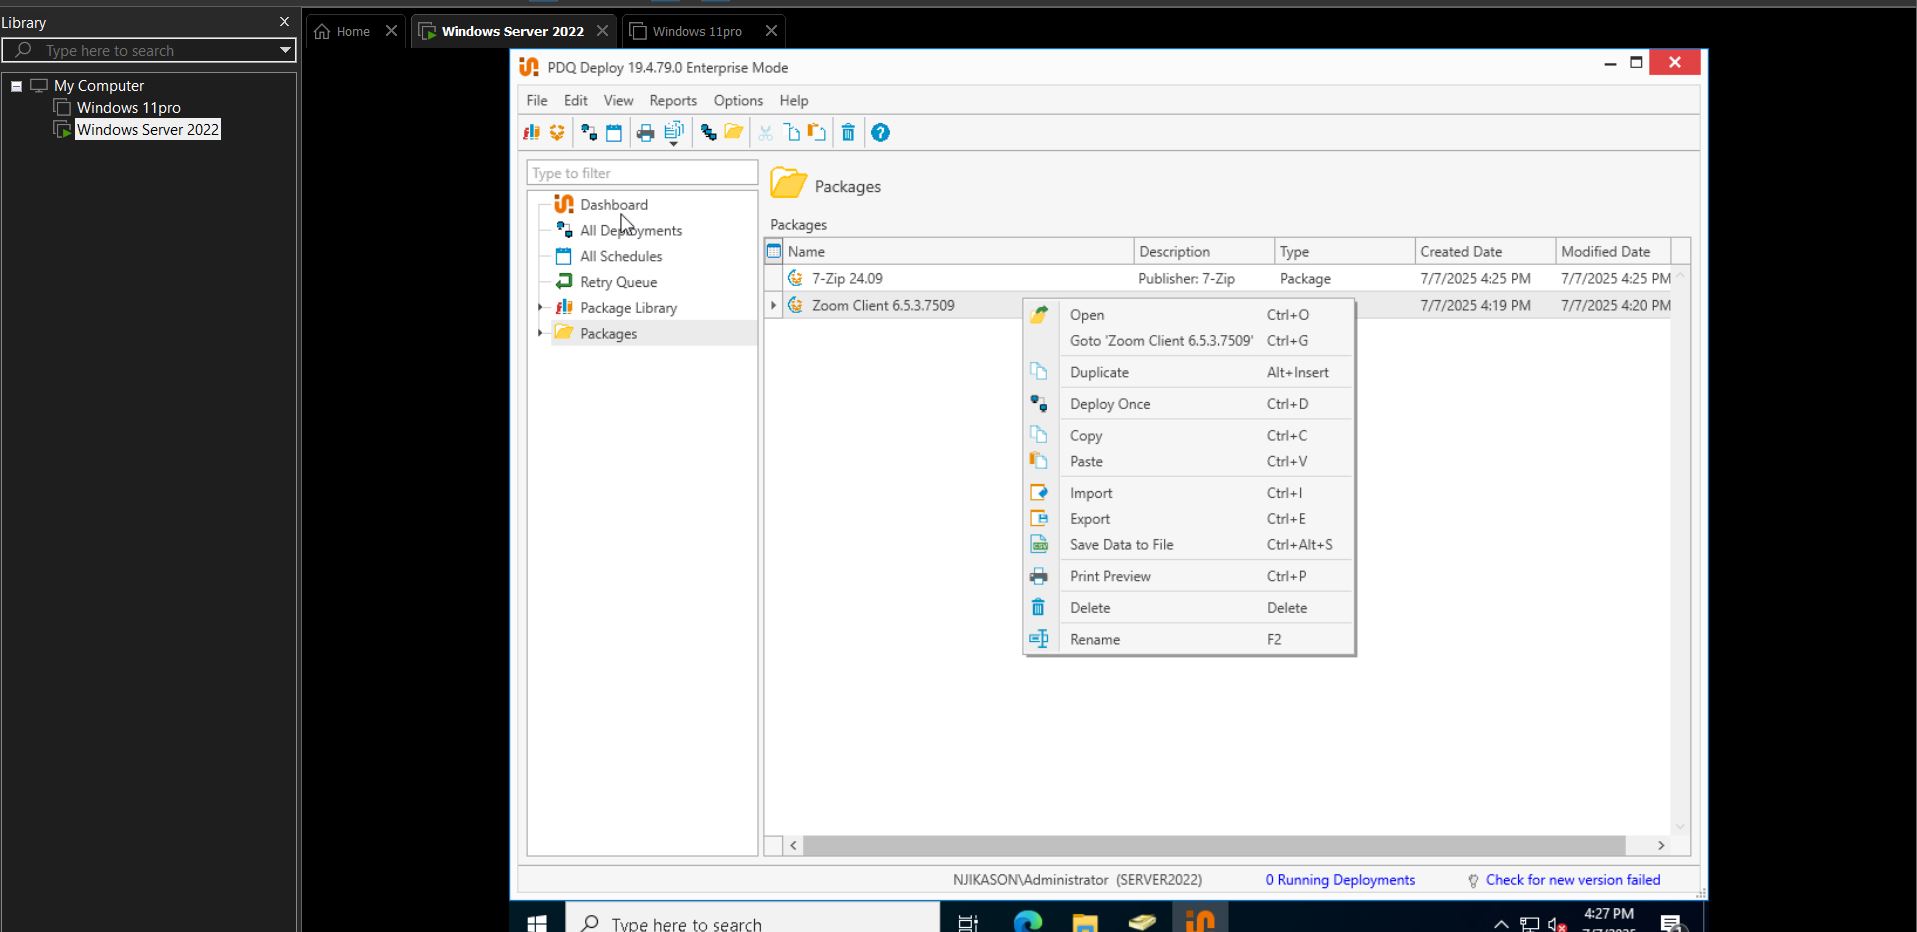 Library
Type here to search
My Computer
Windows 11pro
Windows Server 2022
Home
Windows Server 2022
Windows 11pro
PDQ Deploy 19.4.79.0 Enterprise Mode
File Edit View Reports Options Help
Type to filter
Dashboard
All Deployments
All Schedules
Retry Queue
Package Library
Packages
Packages
Packages
Name Description Type Created Date Modified Date
7-Zip 24.09 Publisher: 7-Zip Package 7/7/2025 4:25 PM 7/7/2025 4:25 PM
Zoom Client 6.5.3.7509 7/7/2025 4:19 PM 7/7/2025 4:20 PM
Open Ctrl+O
Goto 'Zoom Client 6.5.3.7509' Ctrl+G
Duplicate Alt+Insert
Deploy Once Ctrl+D
Copy Ctrl+C
Paste Ctrl+V
Import Ctrl+I
Export Ctrl+E
CSV
Save Data to File Ctrl+Alt+S
Print Preview Ctrl+P
Delete Delete
Rename F2
NJIKASON\Administrator (SERVER2022) 0 Running Deployments Check for new version failed
Type here to search
4:27 PM